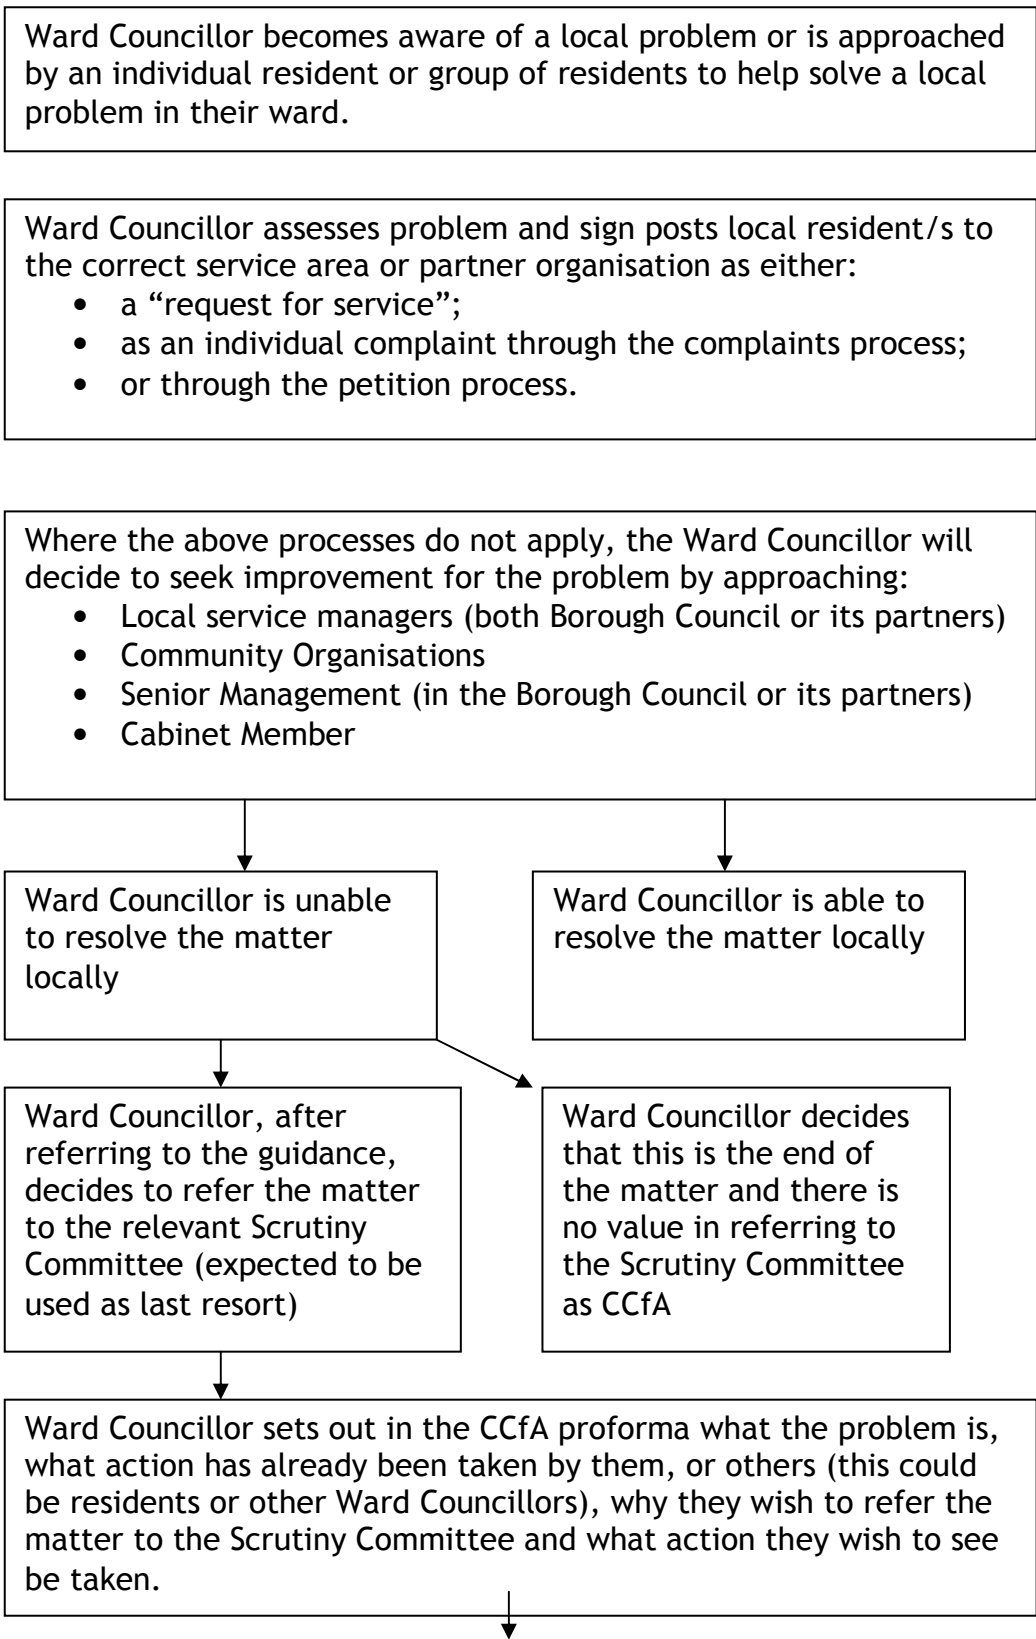 Ward Councillor becomes aware of a local problem or is approached
by an individual resident or group of residents to help solve a local
problem in their ward.
Ward Councillor assesses problem and sign posts local resident/s to
the correct service area or partner organisation as either:
• a “request for service”;
• as an individual complaint through the complaints process;
• or through the petition process.
Where the above processes do not apply, the Ward Councillor will
decide to seek improvement for the problem by approaching:
• Local service managers (both Borough Council or its partners)
• Community Organisations
• Senior Management (in the Borough Council or its partners)
• Cabinet Member
Ward Councillor is unable
to resolve the matter
locally
Ward Councillor is able to
resolve the matter locally
Ward Councillor, after
referring to the guidance,
decides to refer the matter
to the relevant Scrutiny
Committee (expected to be
used as last resort)
Ward Councillor decides
that this is the end of
the matter and there is
no value in referring to
the Scrutiny Committee
as CCfA
Ward Councillor sets out in the CCfA proforma what the problem is,
what action has already been taken by them, or others (this could
be residents or other Ward Councillors), why they wish to refer the
matter to the Scrutiny Committee and what action they wish to see
be taken.